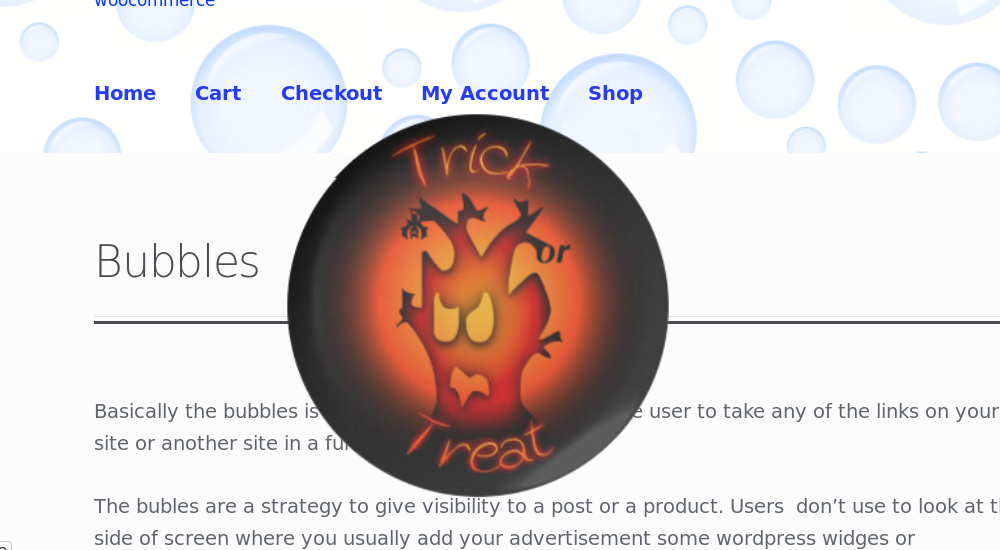 woocommerce
Home Cart Checkout My Account Shop
Trick
or
Treat
Bubbles
Basically the bubbles is e user to take any of the links on your
site or another site in a fu
The bubles are a strategy to give visibility to a post or a product. Users don’t use to look at th
side of screen where you usually add your advertisement some wordpress widges or